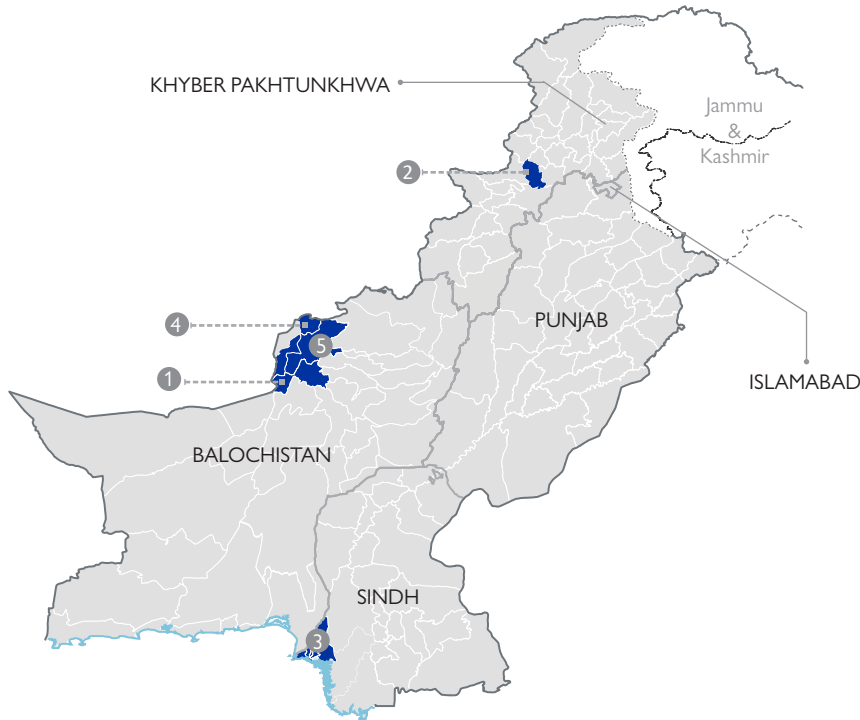 KHYBER PAKHTUNKHWA
Jammu
&
Kashmir
2
4
5
PUNJAB
1
ISLAMABAD
BALOCHISTAN
SINDH
3